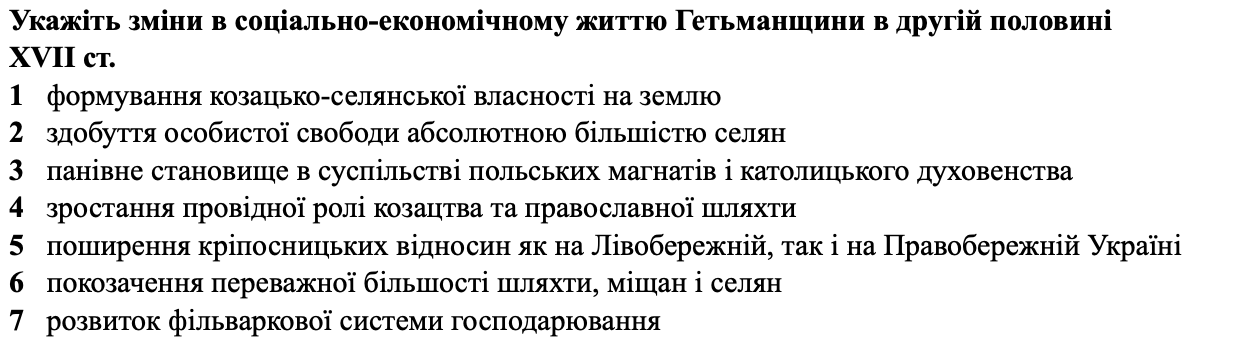 Укажіть зміни в соціально-економічному життю Гетьманщини в другій половині
XVII ст.
1 формування козацько-селянської власності на землю
2 здобуття особистої свободи абсолютною більшістю селян
3 панівне становище в суспільстві польських магнатів і католицького духовенства
4 зростання провідної ролі козацтва та православної шляхти
5 поширення кріпосницьких відносин як на Лівобережній, так і на Правобережній Україні
6 покозачення переважної більшості шляхти, міщан і селян
7 розвиток фільваркової системи господарювання